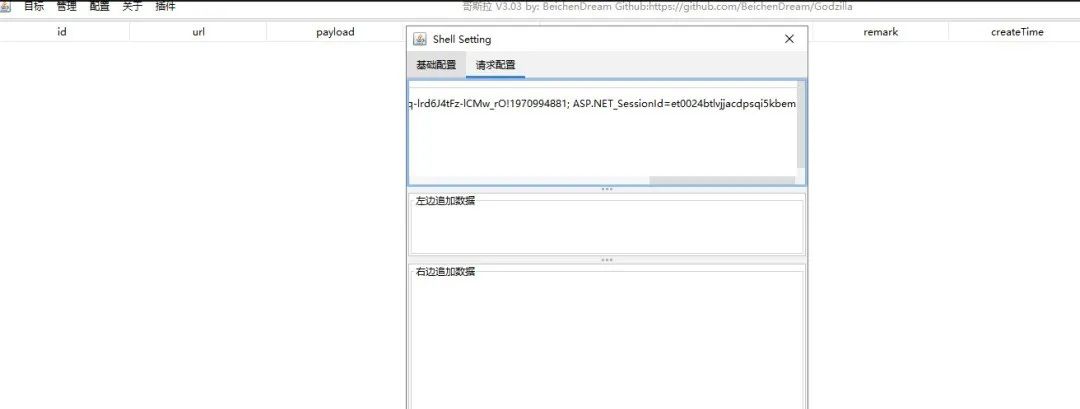 目标 管理 配置 关于 插件 哥斯拉 V3.03 by: BeichenDream Github:https://github.com/BeichenDream/Godzilla
id url payload remark createTime
Shell Setting
基础配置 请求配置
q-lrd6J4tFz-lCMw_rO!1970994881; ASP.NET_SessionId=et0024btlvjjacdpsqi5kbem
左边追加数据
右边追加数据